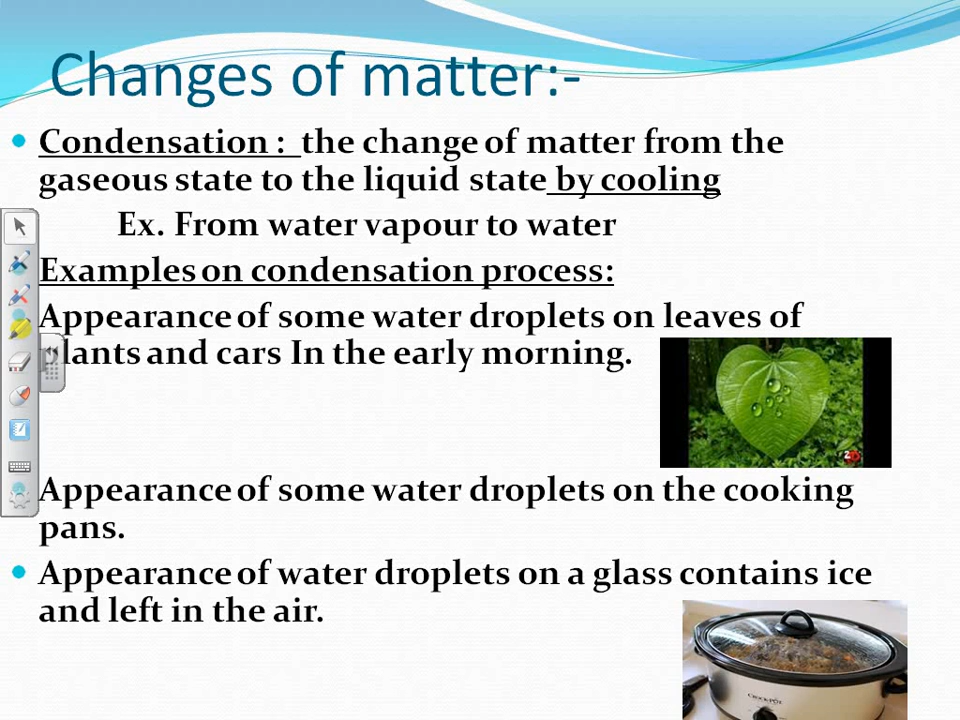 Changes of matter:-
Condensation : the change of matter from the
gaseous state to the liquid state by cooling
Ex. From water vapour to water
Examples on condensation process:
Appearance of some water droplets on leaves of
plants and cars In the early morning.
Appearance of some water droplets on the cooking
pans.
Appearance of water droplets on a glass contains ice
and left in the air.
CROCK-POT